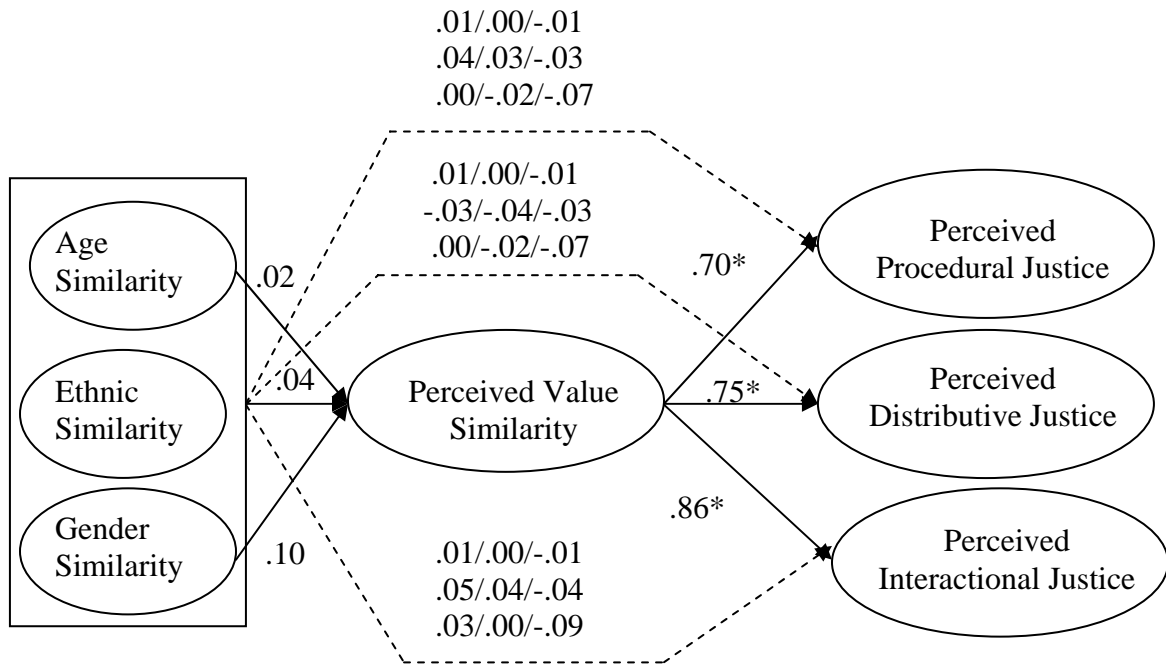 .01/.00/-.01
.04/.03/-.03
.00/-.02/-.07
.01/.00/-.01
-.03/-.04/-.03
.00/-.02/-.07
Age
Similarity
.02
Ethnic
Similarity
.04
Gender
Similarity
.10
Perceived Value
Similarity
.70*
.75*
.86*
Perceived
Procedural Justice
Perceived
Distributive Justice
Perceived
Interactional Justice
.01/.00/-.01
.05/.04/-.04
.03/.00/-.09